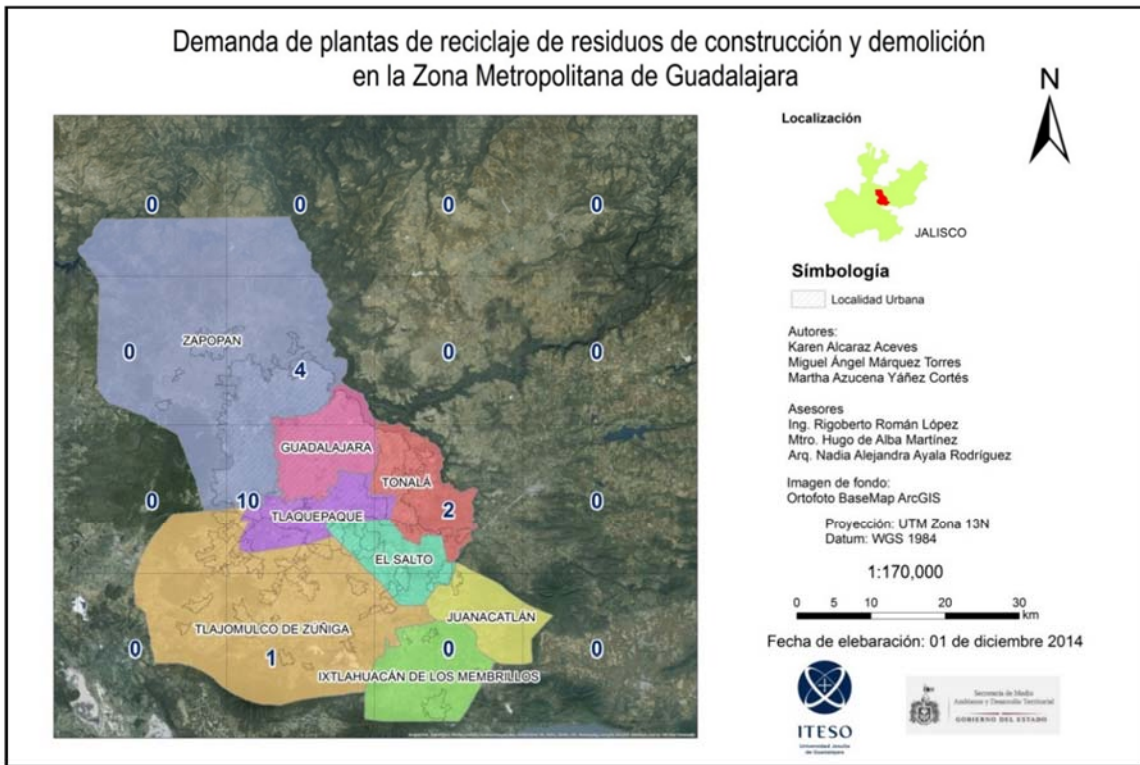 Demanda de plantas de reciclaje de residuos de construcción y demolición
en la Zona Metropolitana de Guadalajara
0
0
0
0
ZAPOPAN
0
4
0
0
GUADALAJARA
TONALÁ
0
10
TLAQUEPAQUE
2
0
EL SALTO
JUANACATLÁN
TLAJOMULCO DE ZÚÑIGA
0
1
0
0
IXTLAHUACÁN DE LOS MEMBRILLOS
N
Localización
JALISCO
Símbología
Localidad Urbana
Autores:
Karen Alcaraz Aceves
Miguel Ángel Márquez Torres
Martha Azucena Yáñez Cortés
Asesores
Ing. Rigoberto Román López
Mtro. Hugo de Alba Martínez
Arq. Nadia Alejandra Ayala Rodríguez
Imagen de fondo:
Ortofoto BaseMap ArcGIS
Proyección: UTM Zona 13N
Datum: WGS 1984
1:170,000
0 5 10 20 30
km
Fecha de elebaración: 01 de diciembre 2014
ITESO
Universidad Jesuita
de Guadalajara
Secretaría de Medio
Ambiente y Desarrollo Territorial
GOBIERNO DEL ESTADO